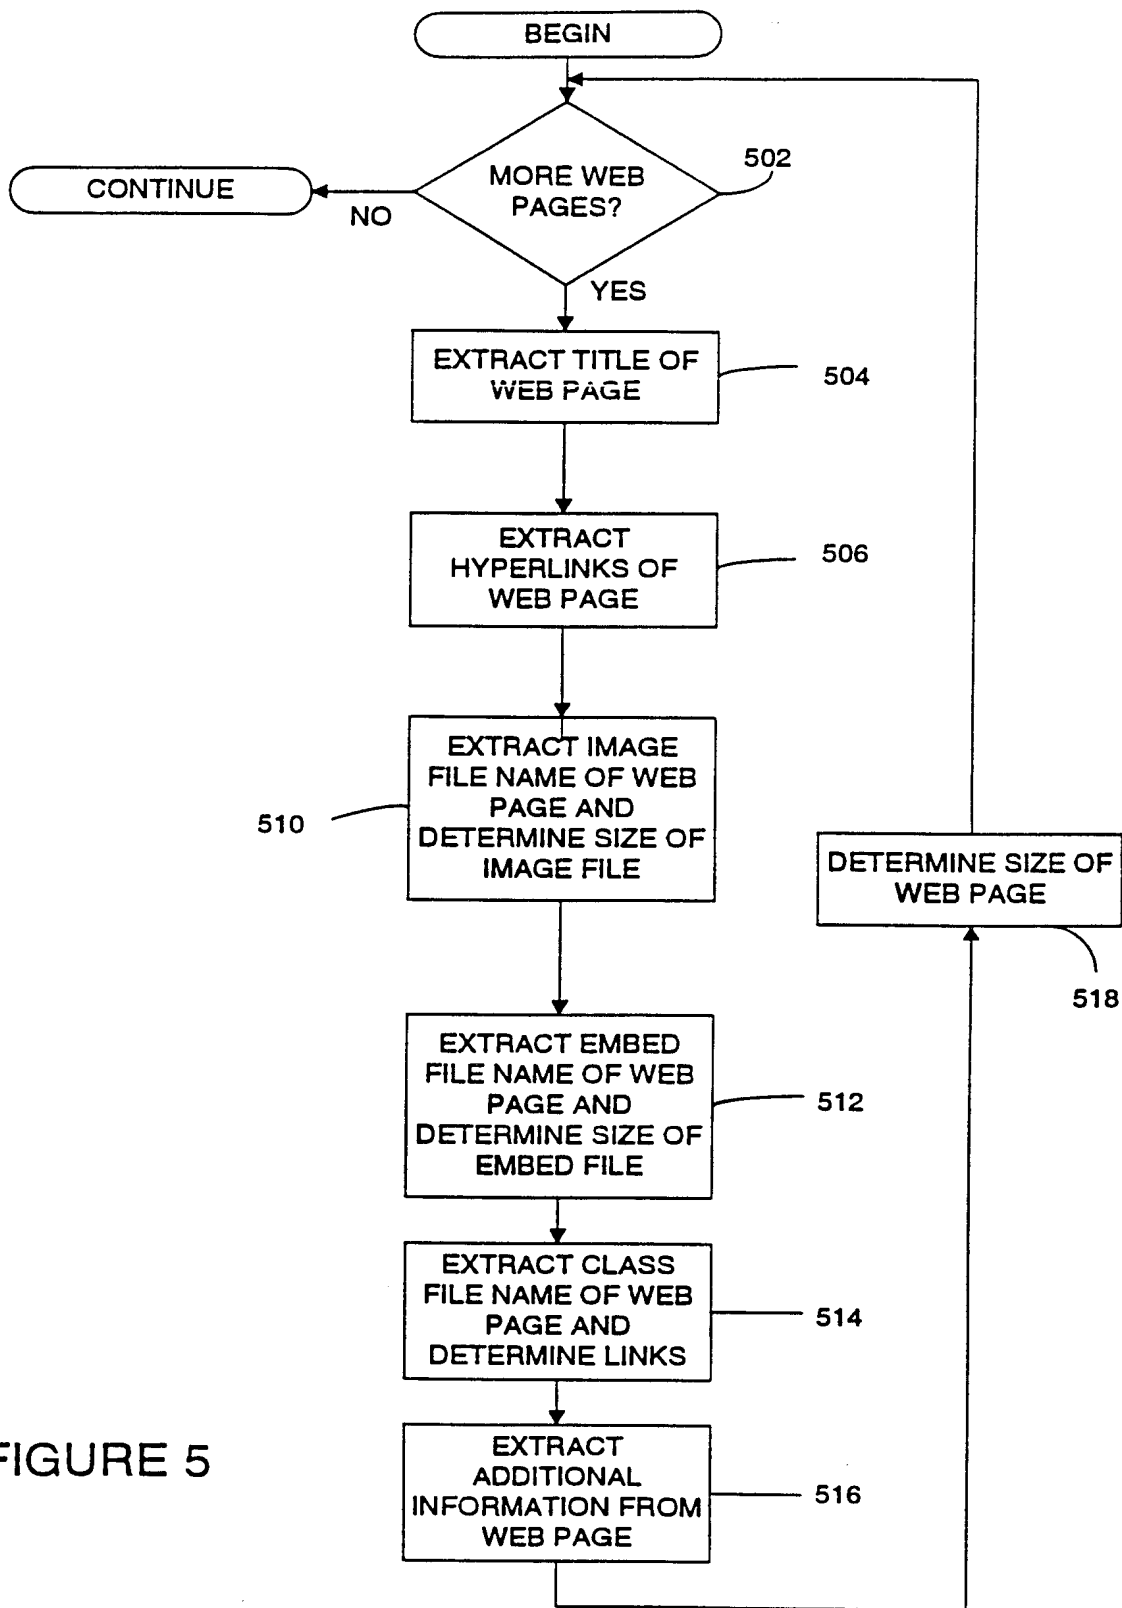 BEGIN
MORE WEB
PAGES?
502
CONTINUE
NO
YES
EXTRACT TITLE OF
WEB PAGE
504
EXTRACT
HYPERLINKS OF
WEB PAGE
506
EXTRACT IMAGE
FILE NAME OF WEB
PAGE AND
DETERMINE SIZE OF
IMAGE FILE
510
DETERMINE SIZE OF
WEB PAGE
518
EXTRACT EMBED
FILE NAME OF WEB
PAGE AND
DETERMINE SIZE OF
EMBED FILE
512
EXTRACT CLASS
FILE NAME OF WEB
PAGE AND
DETERMINE LINKS
514
EXTRACT
ADDITIONAL
INFORMATION FROM
WEB PAGE
516
FIGURE 5